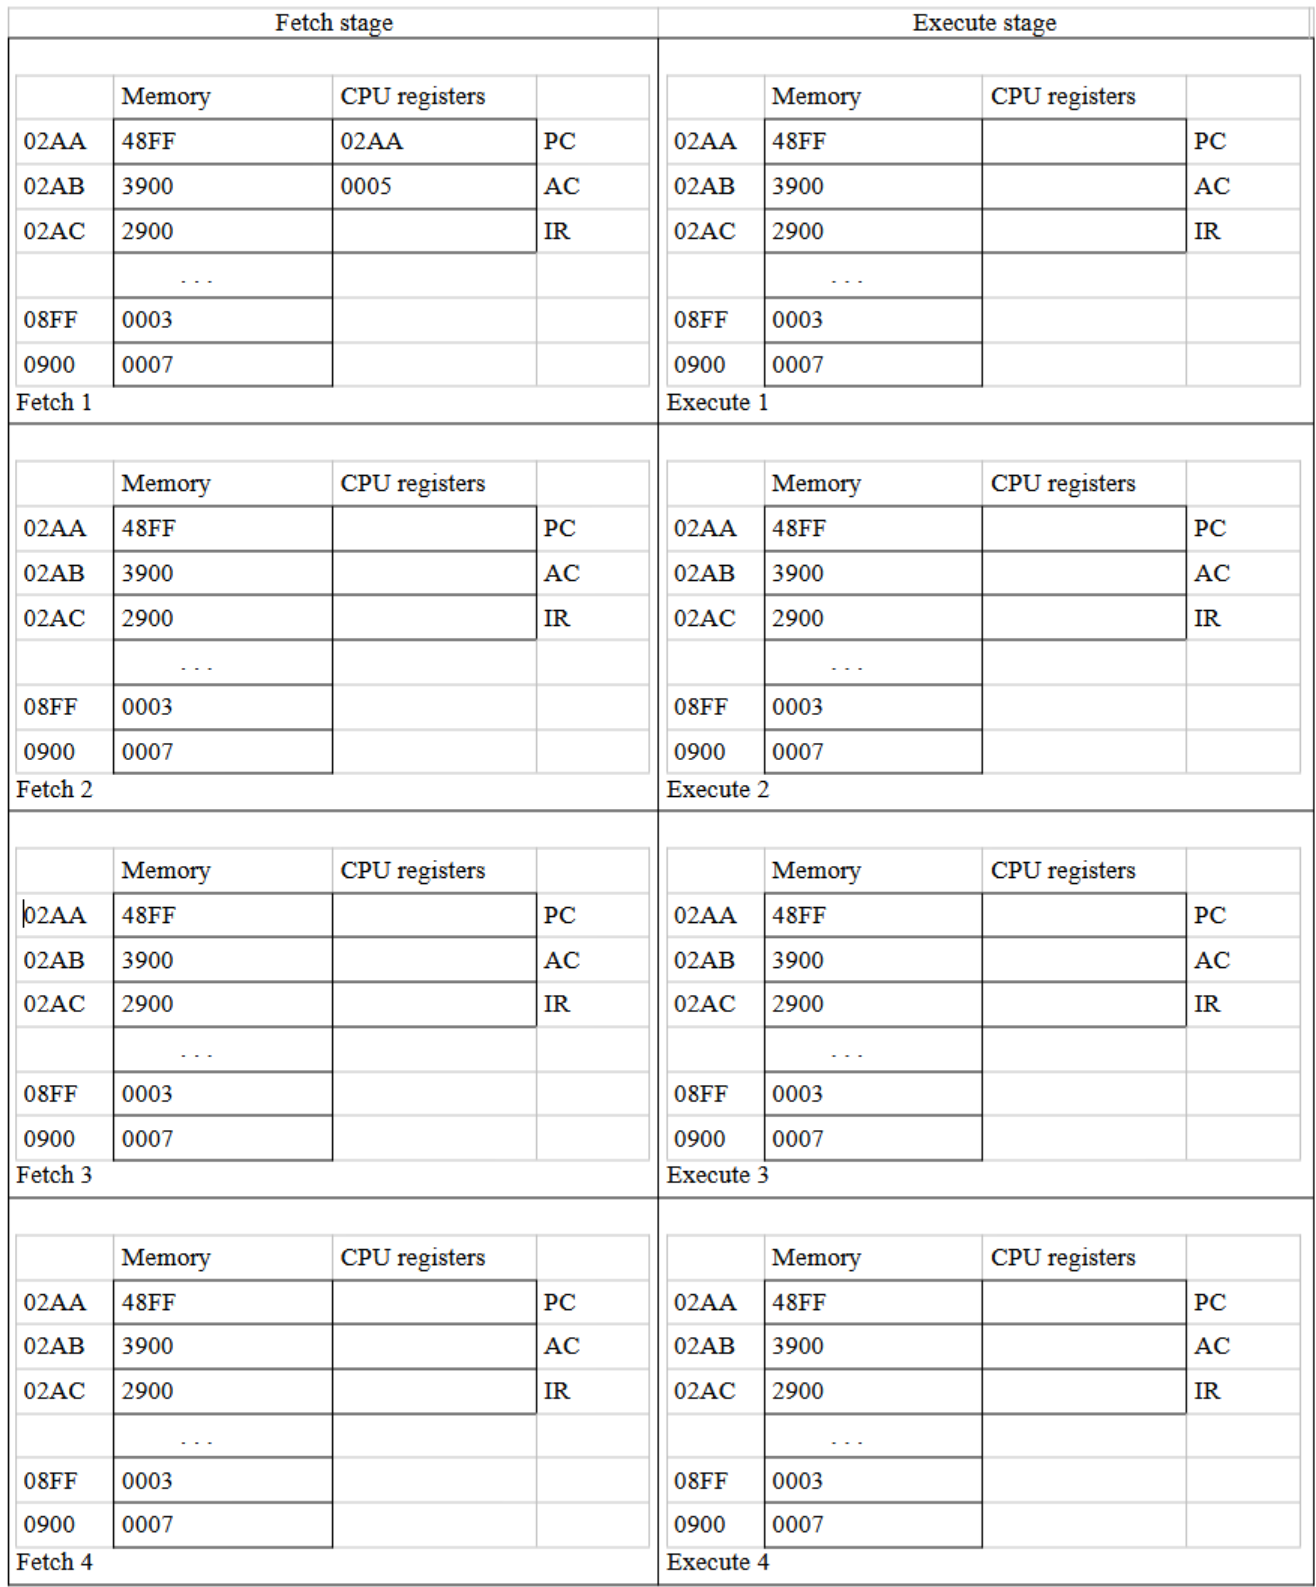 Fetch stage Execute stage
Memory CPU registers Memory CPU registers
02AA 48FF 02AA PC 02AA 48FF PC
02AB 3900 0005 AC 02AB 3900 AC
02AC 2900 IR 02AC 2900 IR
... ...
08FF 0003 08FF 0003
0900 0007 0900 0007
Fetch 1 Execute 1
Memory CPU registers Memory CPU registers
02AA 48FF PC 02AA 48FF PC
02AB 3900 AC 02AB 3900 AC
02AC 2900 IR 02AC 2900 IR
... ...
08FF 0003 08FF 0003
0900 0007 0900 0007
Fetch 2 Execute 2
Memory CPU registers Memory CPU registers
02AA 48FF PC 02AA 48FF PC
02AB 3900 AC 02AB 3900 AC
02AC 2900 IR 02AC 2900 IR
... ...
08FF 0003 08FF 0003
0900 0007 0900 0007
Fetch 3 Execute 3
Memory CPU registers Memory CPU registers
02AA 48FF PC 02AA 48FF PC
02AB 3900 AC 02AB 3900 AC
02AC 2900 IR 02AC 2900 IR
... ...
08FF 0003 08FF 0003
0900 0007 0900 0007
Fetch 4 Execute 4